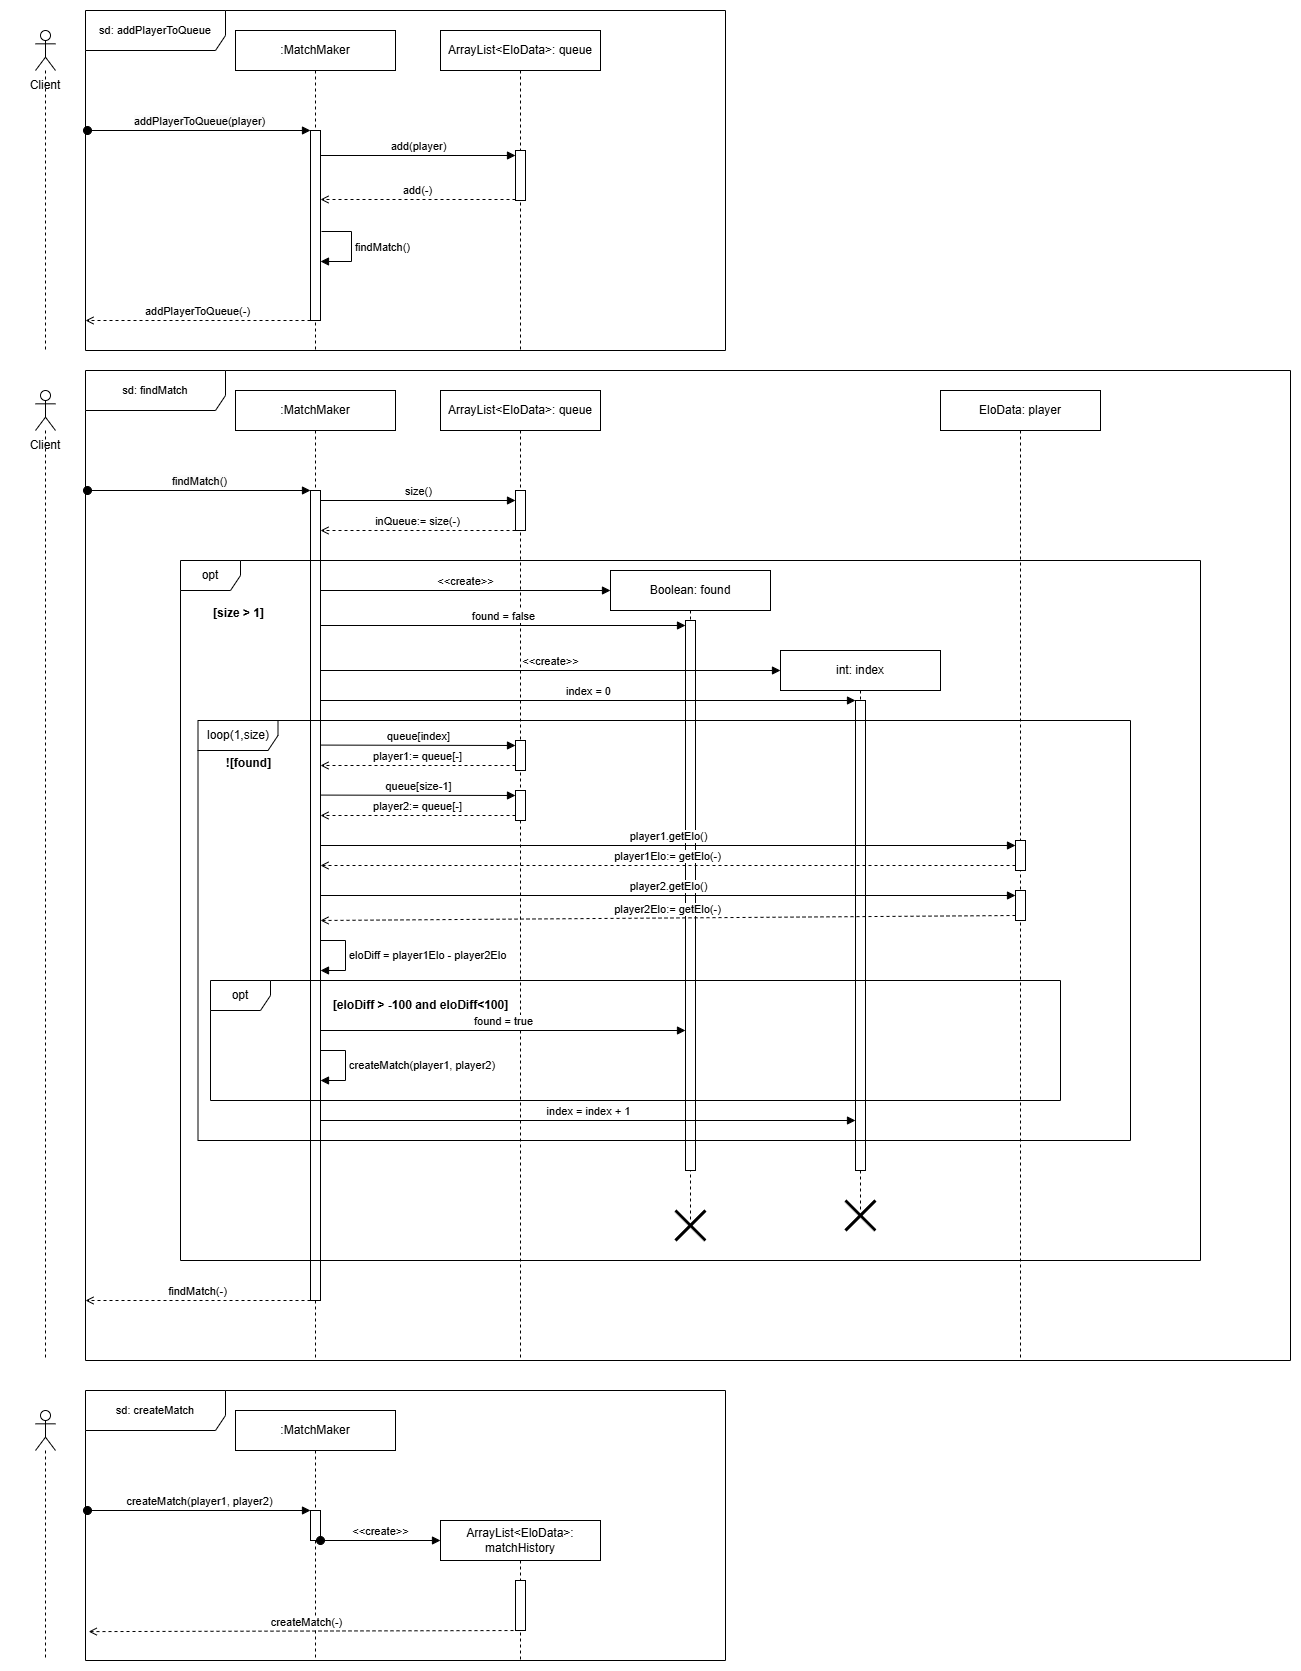 sd: addPlayerToQueue
:MatchMaker
ArrayList<EloData>: queue
Client
addPlayerToQueue(player)
add(player)
add(-)
findMatch()
addPlayerToQueue(-)
sd: findMatch
:MatchMaker
ArrayList<EloData>: queue
EloData: player
Client
findMatch()
size()
inQueue:= size(-)
opt
<<create>>
Boolean: found
[size > 1]
found = false
<<create>>
int: index
index = 0
loop(1,size)
queue[index]
player1:= queue[-]
![found]
queue[size-1]
player2:= queue[-]
player1.getElo()
player1Elo:= getElo(-)
player2.getElo()
player2Elo:= getElo(-)
eloDiff = player1Elo - player2Elo
opt
[eloDiff > -100 and eloDiff<100]
found = true
createMatch(player1, player2)
index = index + 1
findMatch(-)
sd: createMatch
:MatchMaker
createMatch(player1, player2)
<<create>>
ArrayList<EloData>:
matchHistory
createMatch(-)